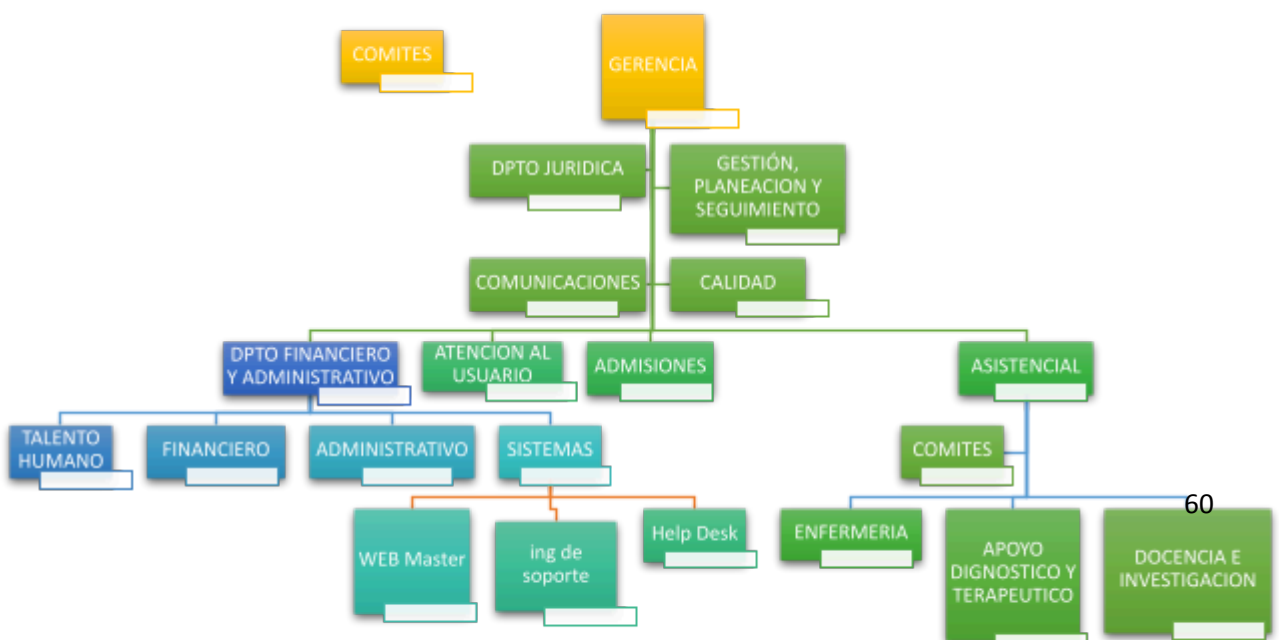 COMITES
GERENCIA
DPTO JURIDICA
GESTIÓN,
PLANEACION Y
SEGUIMIENTO
COMUNICACIONES
CALIDAD
DPTO FINANCIERO
Y ADMINISTRATIVO
ATENCION AL
USUARIO
ADMISIONES
ASISTENCIAL
TALENTO
HUMANO
FINANCIERO
ADMINISTRATIVO
SISTEMAS
COMITES
60
WEB Master
ing de
soporte
Help Desk
ENFERMERIA
APOYO
DIGNOSTICO Y
TERAPEUTICO
DOCENCIA E
INVESTIGACION